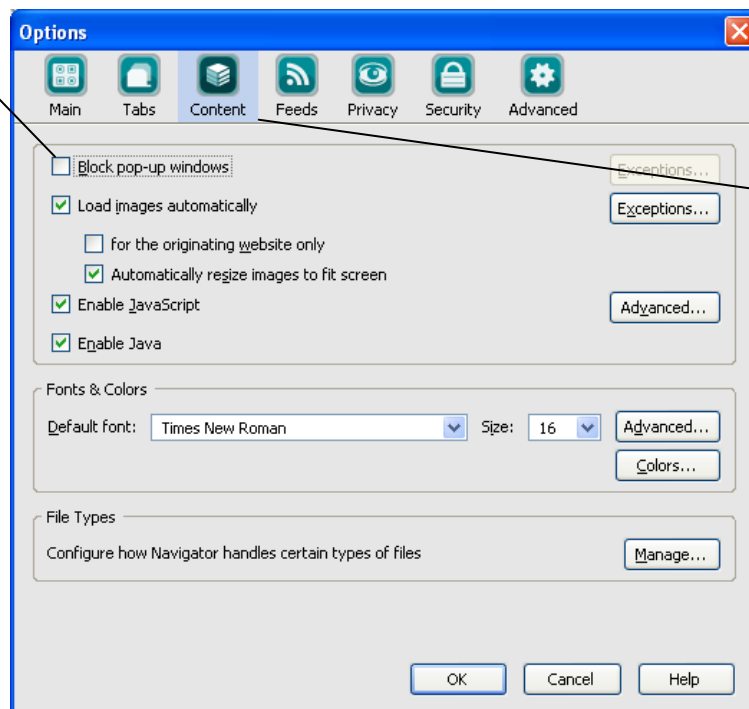 Options
Main Tabs Content Feeds Privacy Security Advanced
Block pop-up windows Exceptions...
Load images automatically Exceptions...
for the originating website only
Automatically resize images to fit screen
Enable JavaScript Advanced...
Enable Java
Fonts & Colors
Default font: Times New Roman Size: 16 Advanced...
Colors...
File Types
Configure how Navigator handles certain types of files Manage...
OK Cancel Help